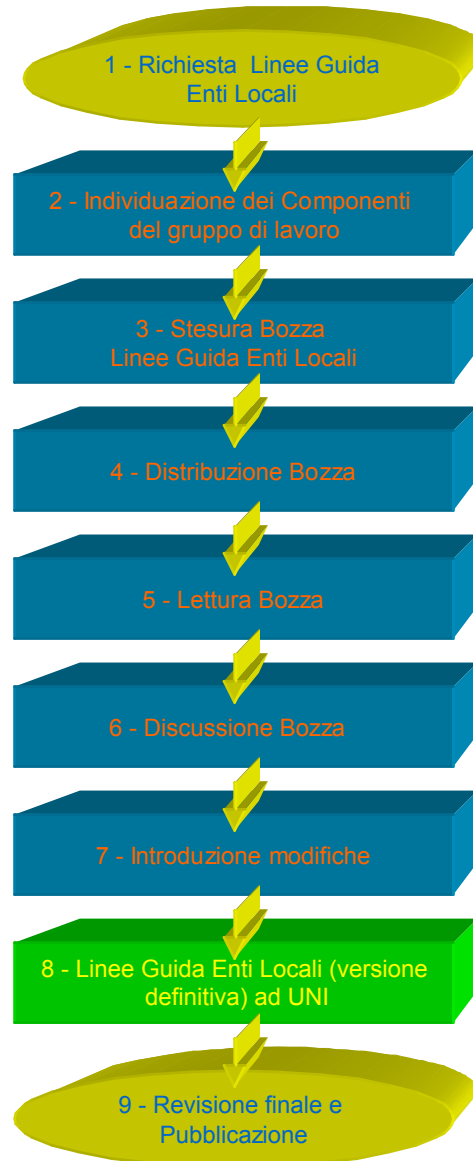 1 - Richiesta Linee Guida
Enti Locali
2 - Individuazione dei Componenti
del gruppo di lavoro
3 - Stesura Bozza
Linee Guida Enti Locali
4 - Distribuzione Bozza
5 - Lettura Bozza
6 - Discussione Bozza
7 - Introduzione modifiche
8 - Linee Guida Enti Locali (versione
definitiva) ad UNI
9 - Revisione finale e
Pubblicazione